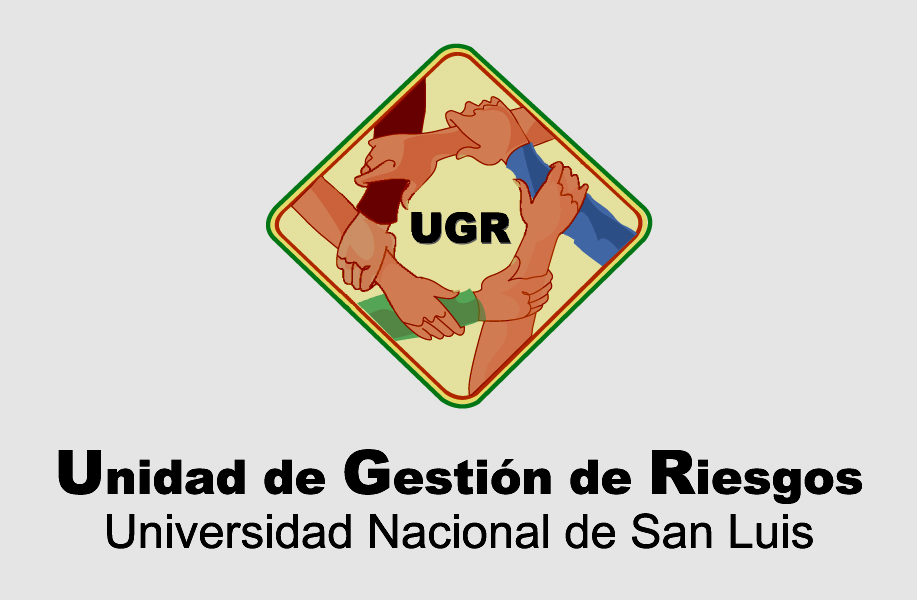 UGR
Unidad de Gestión de Riesgos
Universidad Nacional de San Luis